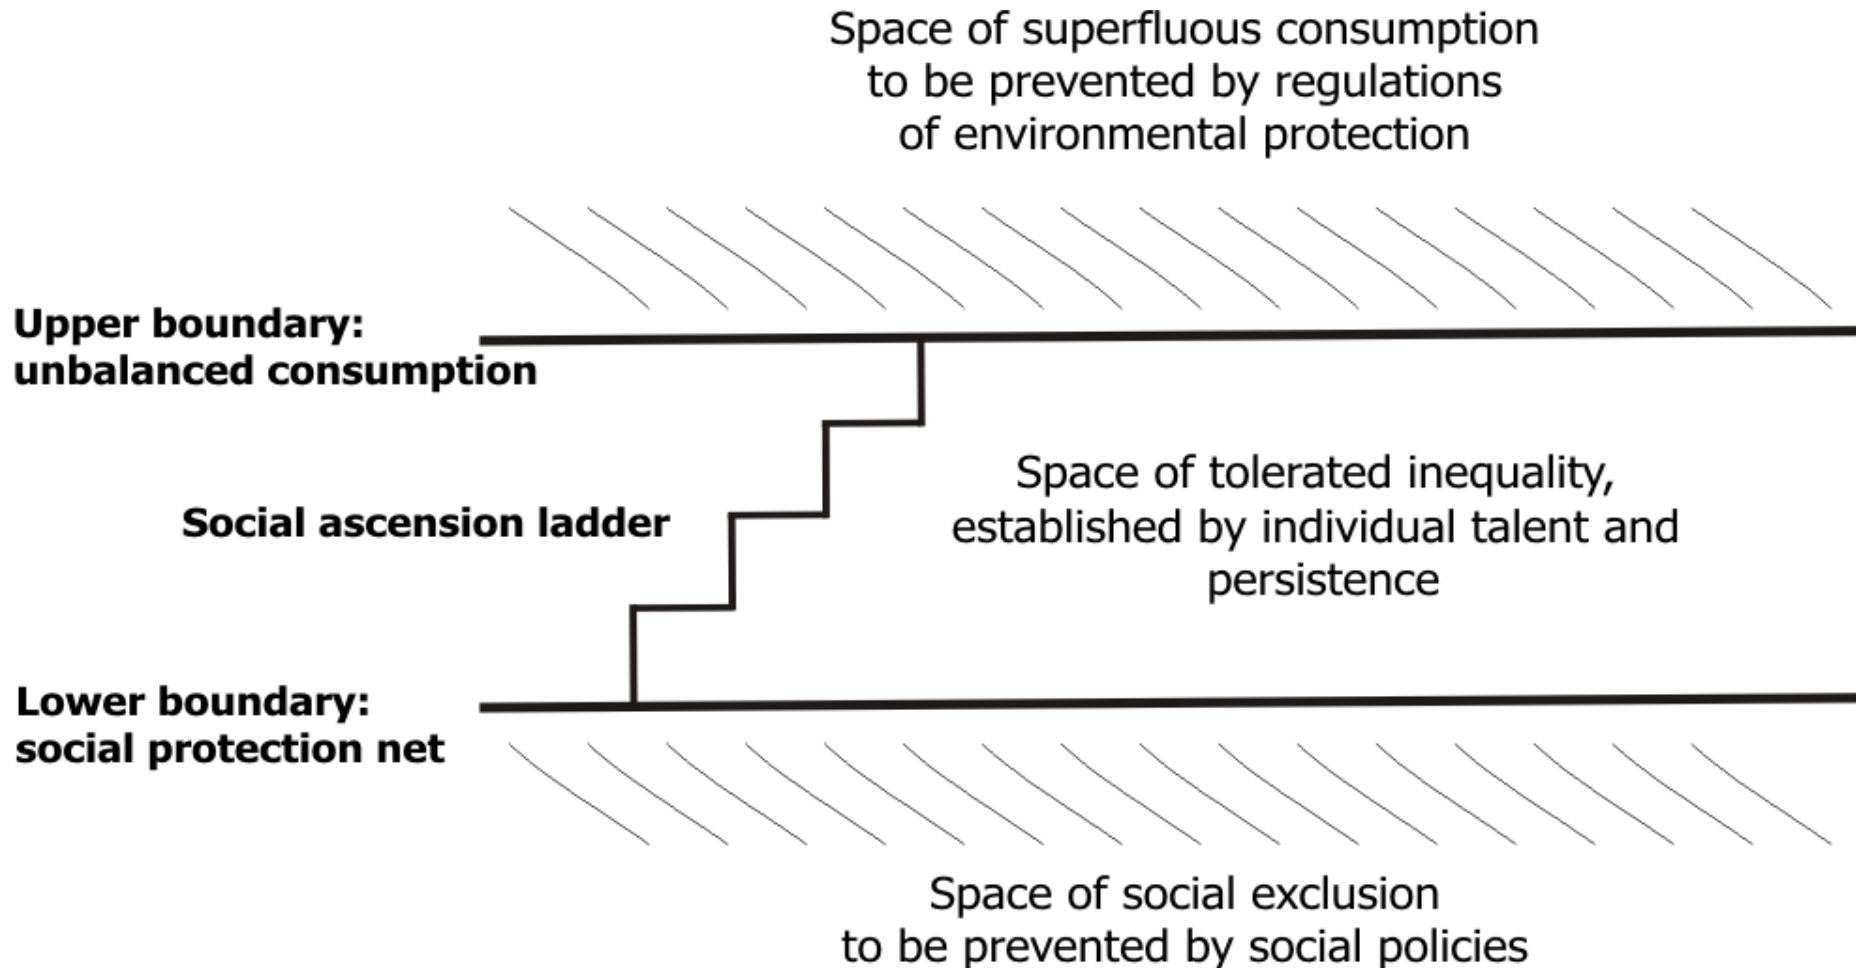 Space of superfluous consumption
to be prevented by regulations
of environmental protection
Upper boundary:
unbalanced consumption
Space of tolerated inequality,
established by individual talent and
persistence
Social ascension ladder
Lower boundary:
social protection net
Space of social exclusion
to be prevented by social policies